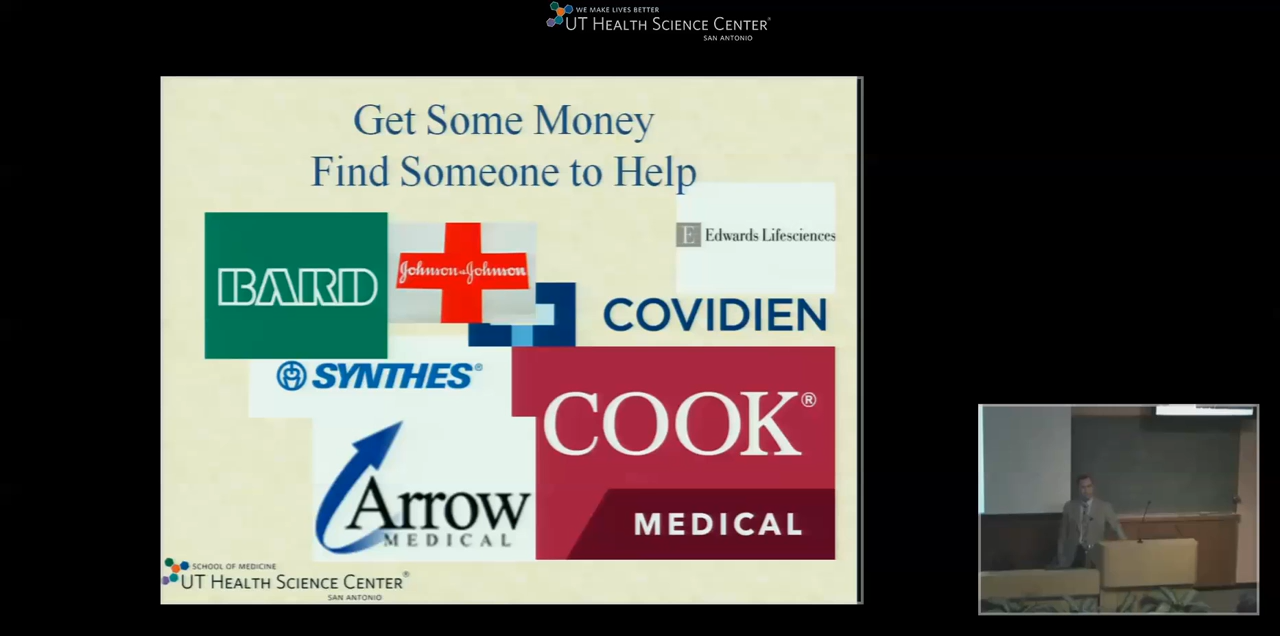 WE MAKE LIVES BETTER
UT HEALTH SCIENCE CENTER®
SAN ANTONIO
Get Some Money
Find Someone to Help
BARD
Johnson & Johnson
E Edwards Lifesciences
COVIDIEN
SYNTHES®
COOK®
MEDICAL
Arrow
MEDICAL
SCHOOL OF MEDICINE
UT HEALTH SCIENCE CENTER®
SAN ANTONIO